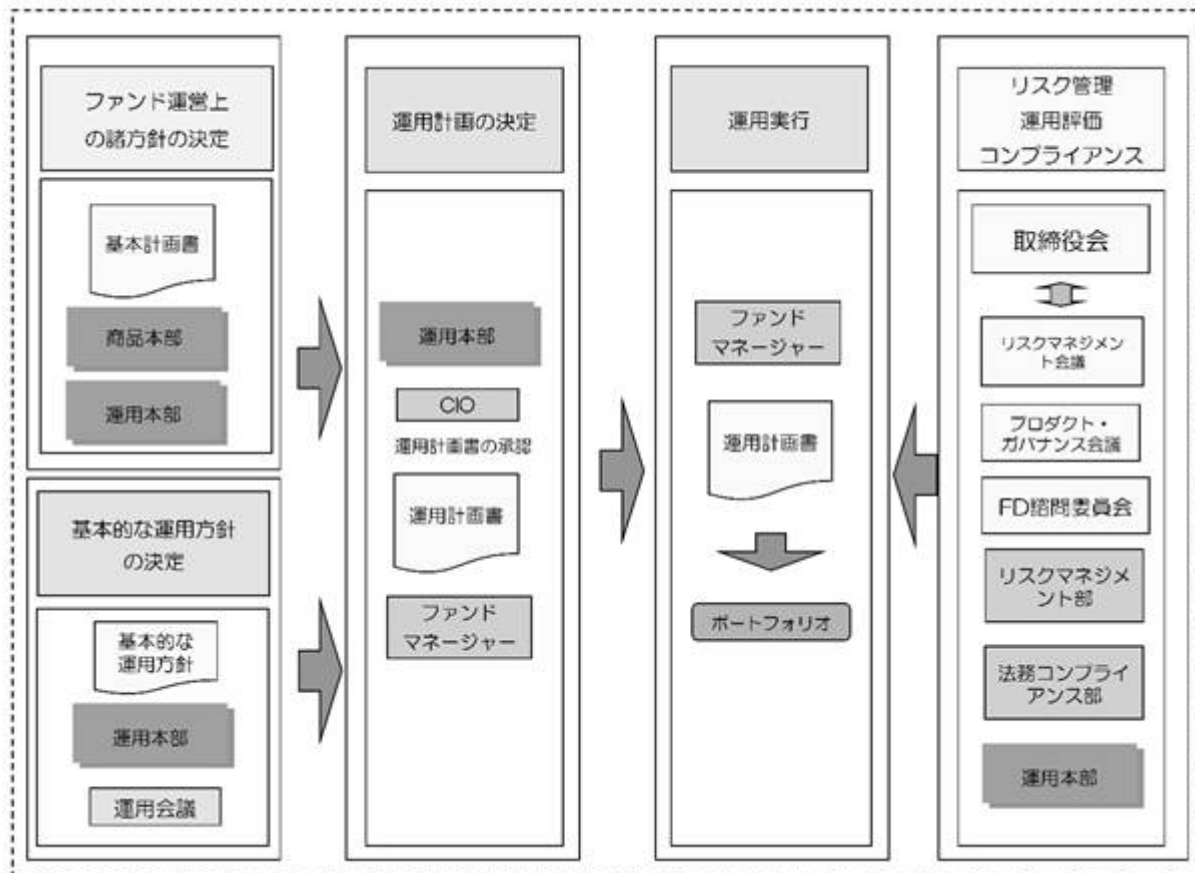 ファンド運営上
の諸方針の決定
基本計画書
商品本部
運用本部
基本的な運用方針
の決定
基本的な
運用方針
運用本部
運用会議
運用計画の決定
運用本部
CIO
運用計画書の承認
運用計画書
ファンド
マネージャー
運用実行
ファンド
マネージャー
運用計画書
ポートフォリオ
リスク管理
運用評価
コンプライアンス
取締役会
リスクマネジメン
ト会議
プロダクト・
ガバナンス会議
FD諮問委員会
リスクマネジメ
ント部
法務コンプライ
アンス部
運用本部